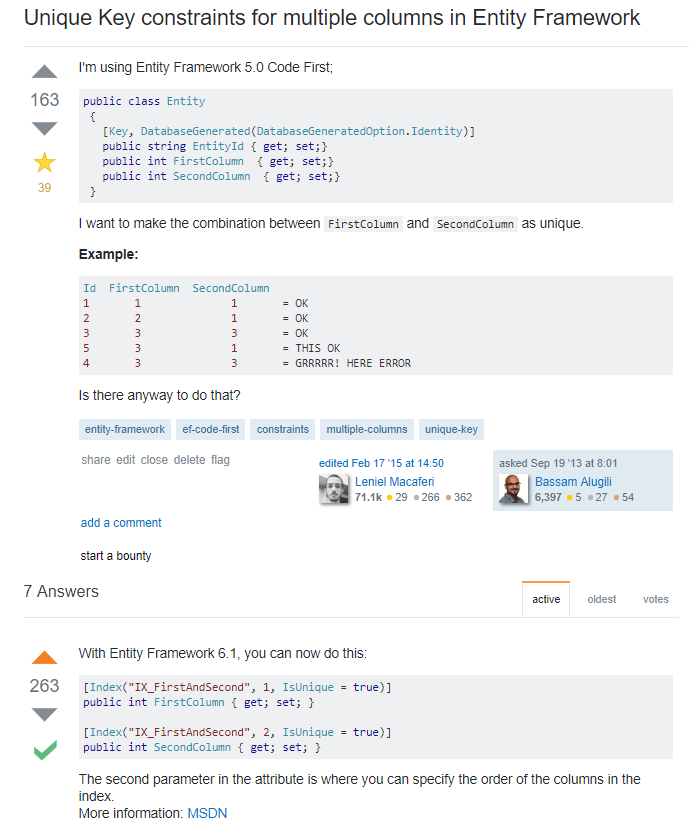 Unique Key constraints for multiple columns in Entity Framework
I'm using Entity Framework 5.0 Code First;
163
public class Entity
{
[Key, DatabaseGenerated(DatabaseGeneratedOption.Identity)]
public string EntityId { get; set;}
public int FirstColumn { get; set;}
public int SecondColumn { get; set;}
}
39
I want to make the combination between FirstColumn and SecondColumn as unique.
Example:
Id FirstColumn SecondColumn
1 1 1 = OK
2 2 1 = OK
3 3 3 = OK
5 3 1 = THIS OK
4 3 3 = GRRRRR! HERE ERROR
Is there anyway to do that?
entity-framework ef-code-first constraints multiple-columns unique-key
share edit close delete flag
edited Feb 17 '15 at 14:50
Leniel Macaferi
71.1k 29 266 362
asked Sep 19 '13 at 8:01
Bassam Alugili
6,397 5 27 54
add a comment
start a bounty
7 Answers
active oldest votes
With Entity Framework 6.1, you can now do this:
263
[Index("IX_FirstAndSecond", 1, IsUnique = true)]
public int FirstColumn { get; set; }
[Index("IX_FirstAndSecond", 2, IsUnique = true)]
public int SecondColumn { get; set; }
The second parameter in the attribute is where you can specify the order of the columns in the
index.
More information: MSDN